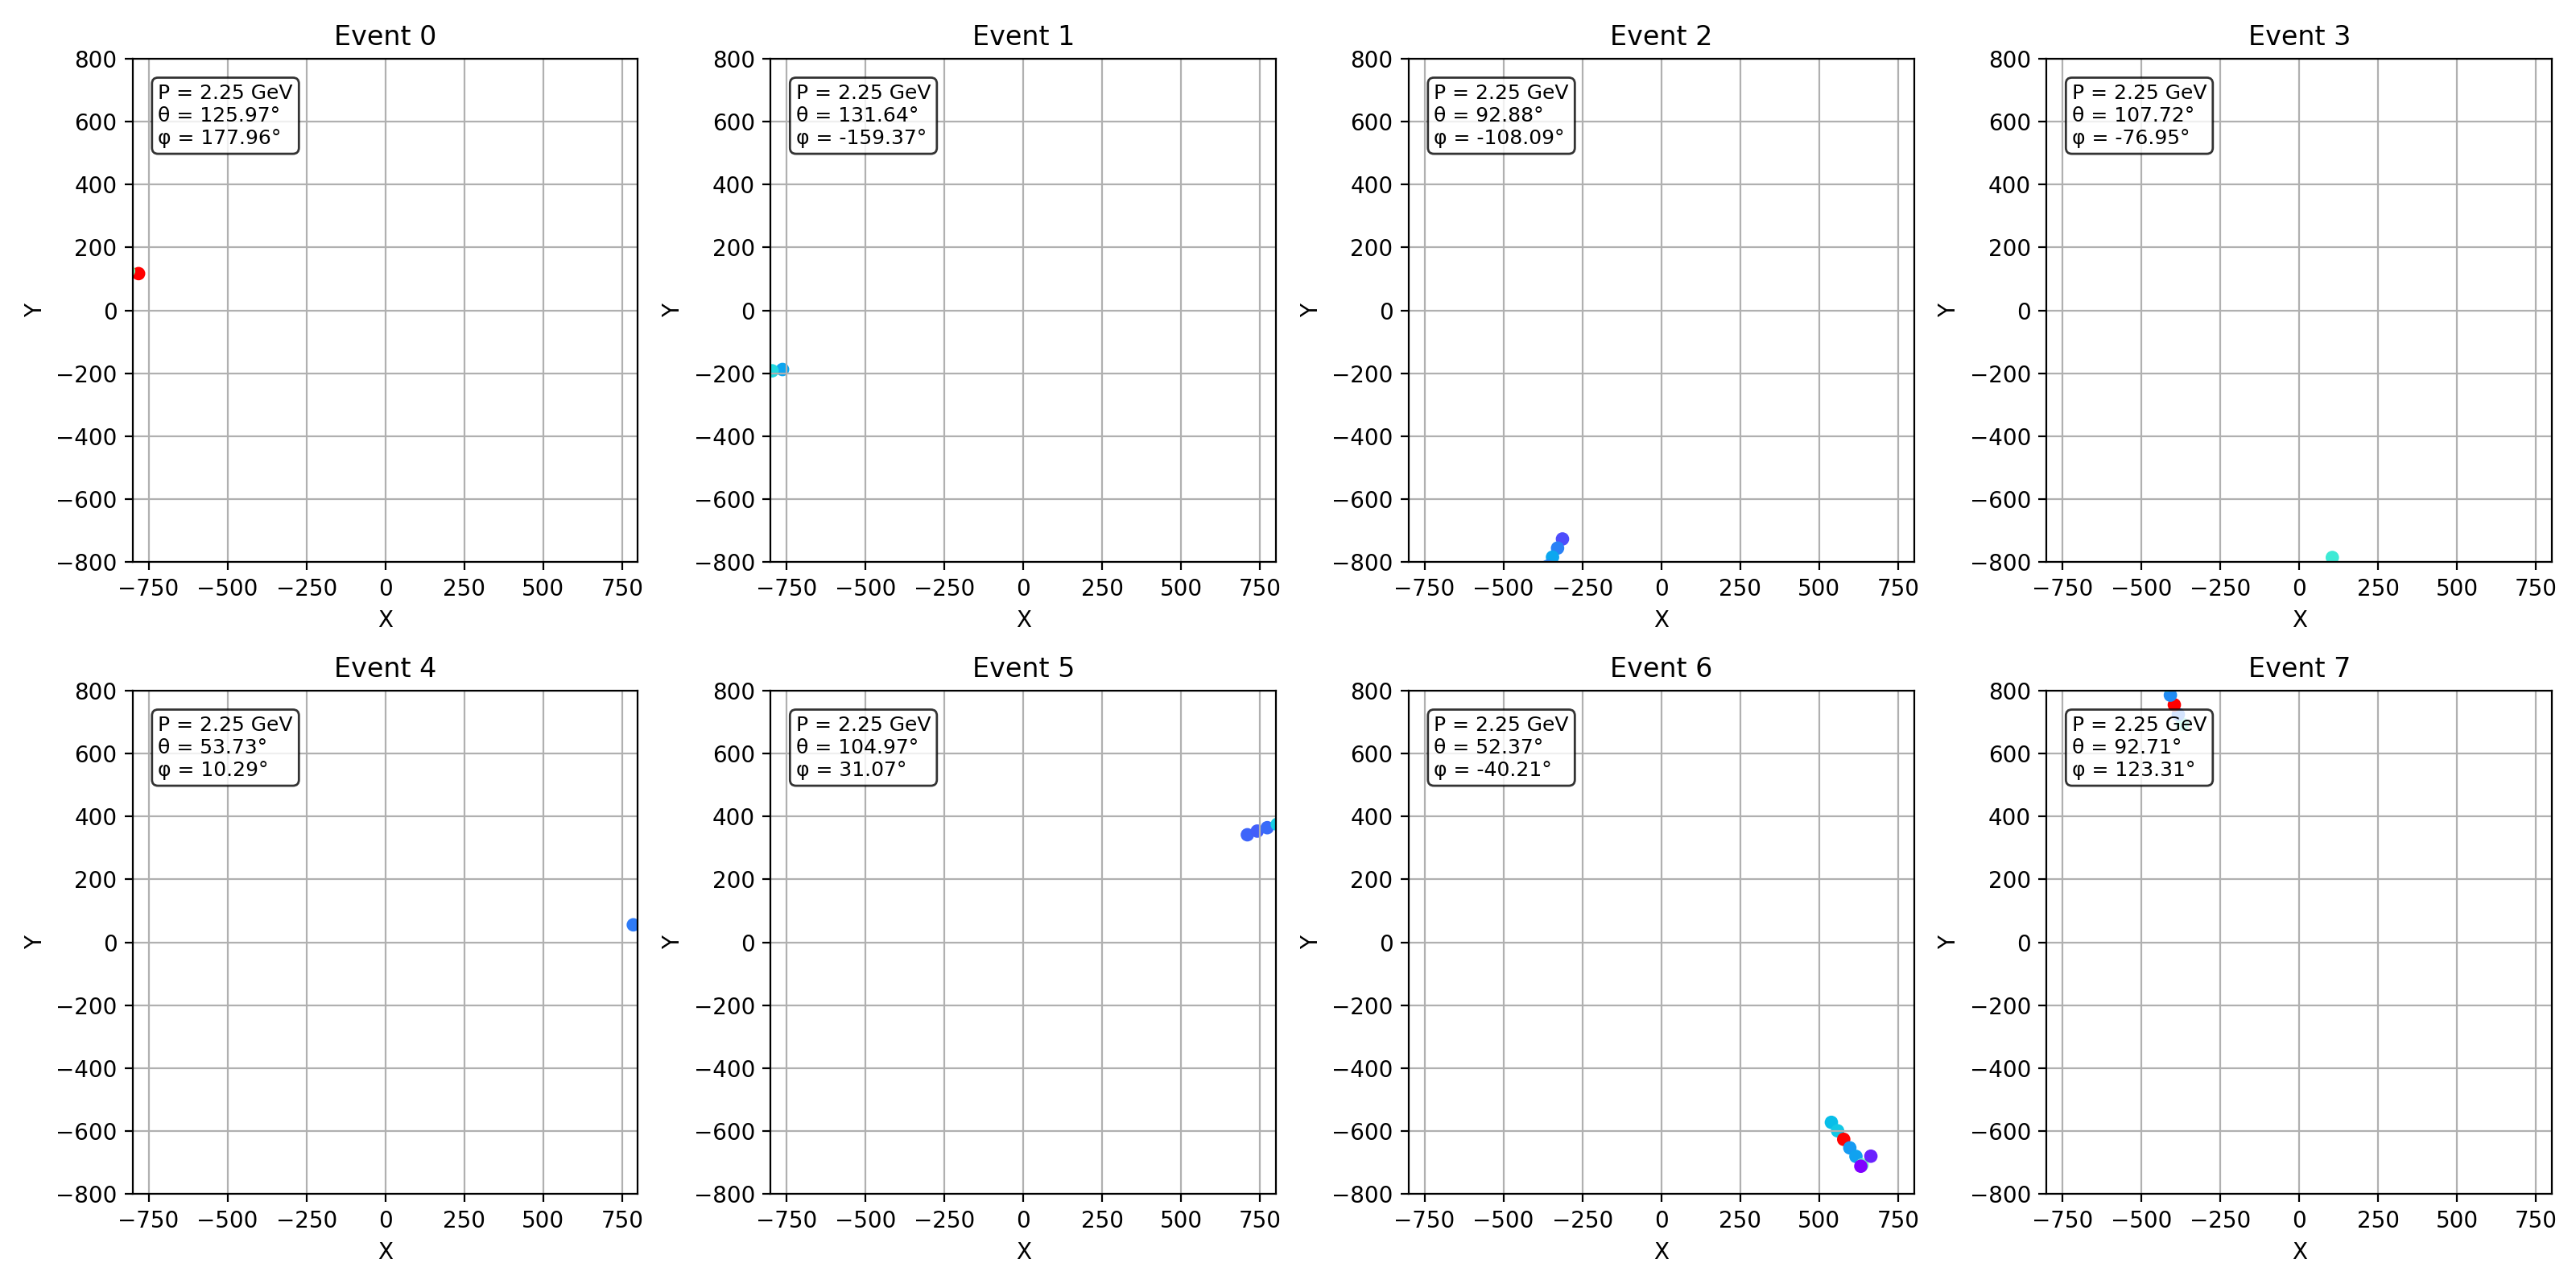 Event 0
P = 2.25 GeV
θ = 125.97°
φ = 177.96°
800
600
400
200
0
−200
−400
−600
−800
Y
−750 −500 −250 0 250 500 750
X
Event 1
P = 2.25 GeV
θ = 131.64°
φ = -159.37°
800
600
400
200
0
−200
−400
−600
−800
Y
−750 −500 −250 0 250 500 750
X
Event 2
P = 2.25 GeV
θ = 92.88°
φ = -108.09°
800
600
400
200
0
−200
−400
−600
−800
Y
−750 −500 −250 0 250 500 750
X
Event 3
P = 2.25 GeV
θ = 107.72°
φ = -76.95°
800
600
400
200
0
−200
−400
−600
−800
Y
−750 −500 −250 0 250 500 750
X
Event 4
P = 2.25 GeV
θ = 53.73°
φ = 10.29°
800
600
400
200
0
−200
−400
−600
−800
Y
−750 −500 −250 0 250 500 750
X
Event 5
P = 2.25 GeV
θ = 104.97°
φ = 31.07°
800
600
400
200
0
−200
−400
−600
−800
Y
−750 −500 −250 0 250 500 750
X
Event 6
P = 2.25 GeV
θ = 52.37°
φ = -40.21°
800
600
400
200
0
−200
−400
−600
−800
Y
−750 −500 −250 0 250 500 750
X
Event 7
P = 2.25 GeV
θ = 92.71°
φ = 123.31°
800
600
400
200
0
−200
−400
−600
−800
Y
−750 −500 −250 0 250 500 750
X